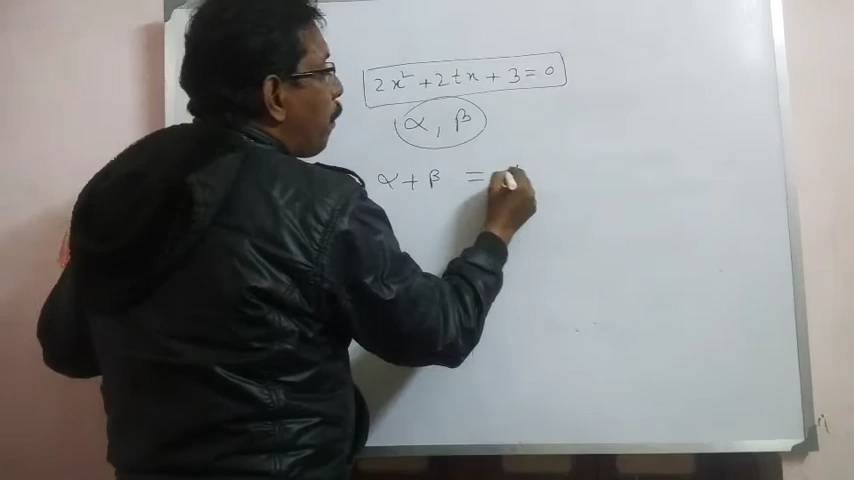 2x² + 2tx + 3 = 0
α, β
α + β =